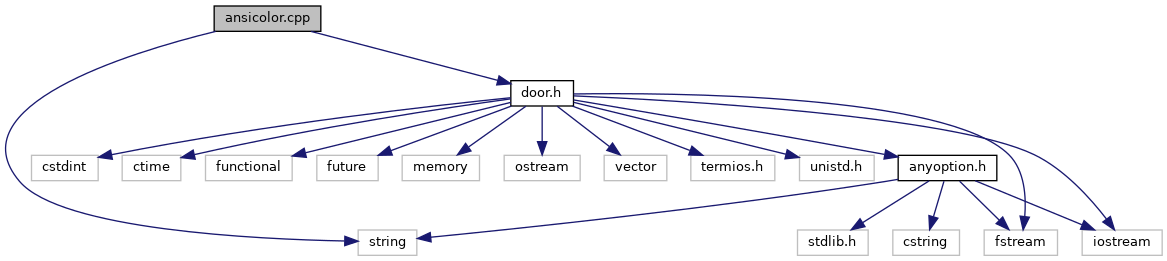 ansicolor.cpp
door.h
cstdint
ctime
functional
future
memory
ostream
vector
termios.h
unistd.h
anyoption.h
string
stdlib.h
cstring
fstream
iostream